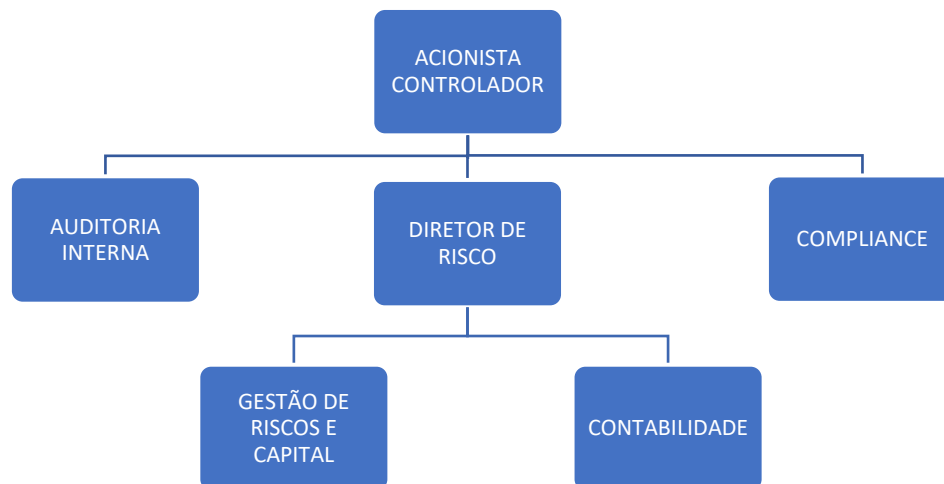 ACIONISTA
CONTROLADOR
AUDITORIA
INTERNA
DIRETOR DE
RISCO
COMPLIANCE
GESTÃO DE
RISCOS E
CAPITAL
CONTABILIDADE